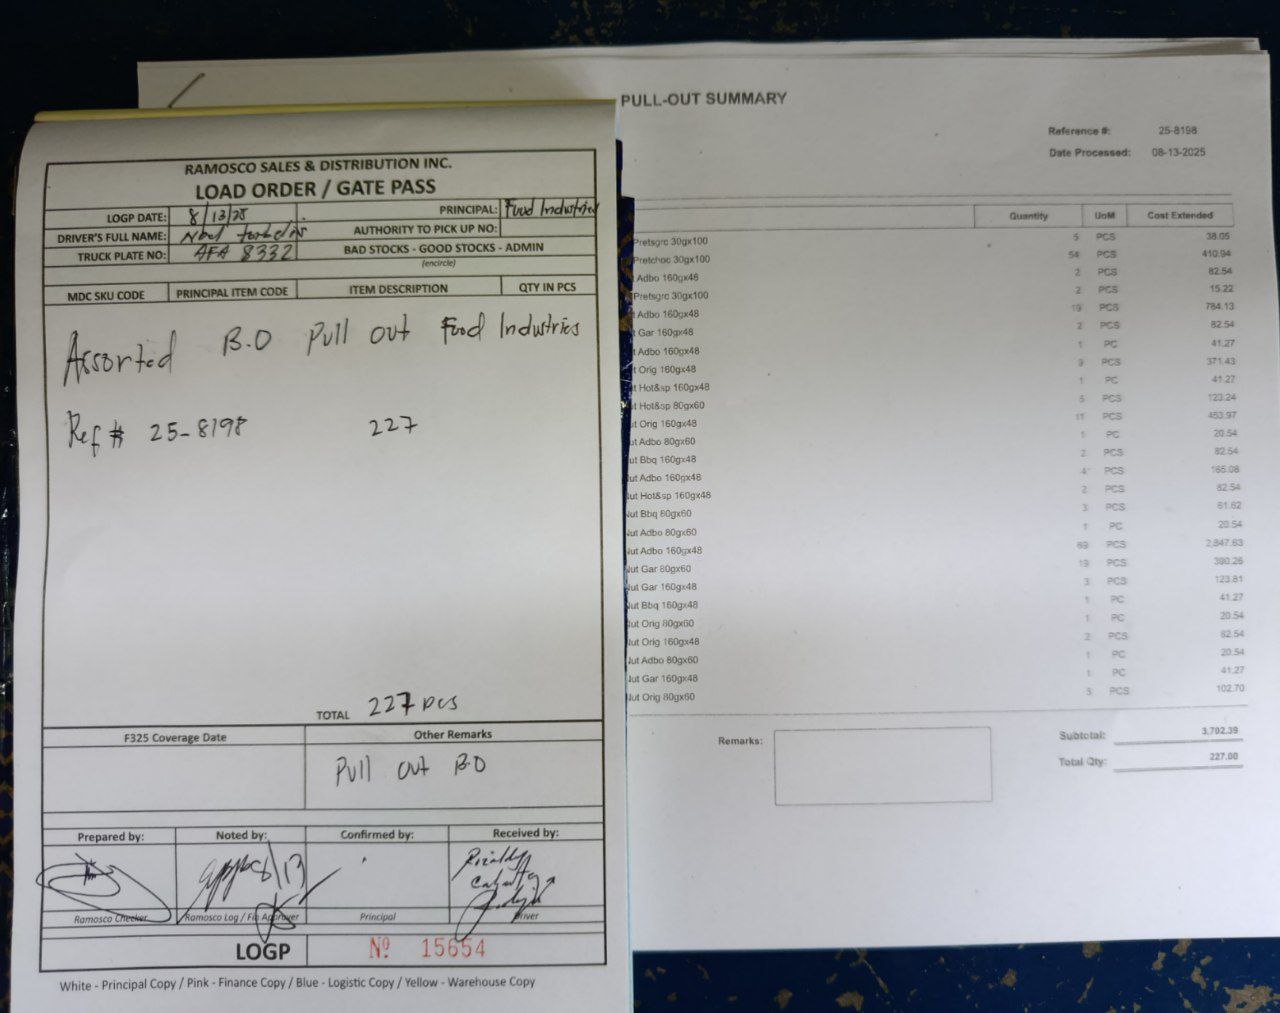 PULL-OUT SUMMARY
Reference #: 25-8198
Date Processed: 08-13-2025
Quantity UoM Cost Extended
Pretsgrc 30gx100 5 PCS 38.05
Pretchoc 30gx100 54 PCS 410.94
Adbo 160gx48 2 PCS 82.54
Pretsgrc 30gx100 2 PCS 15.22
t Adbo 160gx48 19 PCS 784.13
t Gar 160gx48 2 PCS 82.54
t Adbo 160gx48 1 PC 41.27
t Orig 160gx48 9 PCS 371.43
ut Hot&sp 160gx48 1 PC 41.27
ut Hot&sp 80gx60 6 PCS 123.24
ut Orig 160gx48 11 PCS 453.97
ut Adbo 80gx60 1 PC 20.54
ut Bbq 160gx48 2 PCS 82.54
ut Adbo 160gx48 4 PCS 165.08
ut Hot&sp 160gx48 2 PCS 82.54
ut Bbq 80gx60 3 PCS 61.62
ut Adbo 80gx60 1 PC 20.54
ut Adbo 160gx48 69 PCS 2,847.63
ut Gar 80gx60 19 PCS 390.26
ut Gar 160gx48 3 PCS 123.81
ut Bbq 160gx48 1 PC 41.27
ut Orig 80gx60 1 PC 20.54
ut Orig 160gx48 2 PCS 82.54
ut Adbo 80gx60 1 PC 20.54
ut Gar 160gx48 1 PC 41.27
ut Orig 80gx60 5 PCS 102.70
Remarks:
Subtotal: 3,702.39
Total Qty: 227.00
RAMOSCO SALES & DISTRIBUTION INC.
LOAD ORDER / GATE PASS
LOGP DATE: 8/13/25 PRINCIPAL: Food Industries
DRIVER'S FULL NAME: AUTHORITY TO PICK UP NO:
TRUCK PLATE NO: AFA 8332 BAD STOCKS - GOOD STOCKS - ADMIN
(encircle)
MDC SKU CODE PRINCIPAL ITEM CODE ITEM DESCRIPTION QTY IN PCS
Assorted B.O Pull out Food Industries
Ref # 25-8198 227
TOTAL 227 pcs
F325 Coverage Date Other Remarks
Pull out B.O
Prepared by: Noted by: Confirmed by: Received by:
8/13
Ramosco Checker Ramosco Log / Fin Approver Principal Driver
LOGP Nº 15654
White - Principal Copy / Pink - Finance Copy / Blue - Logistic Copy / Yellow - Warehouse Copy